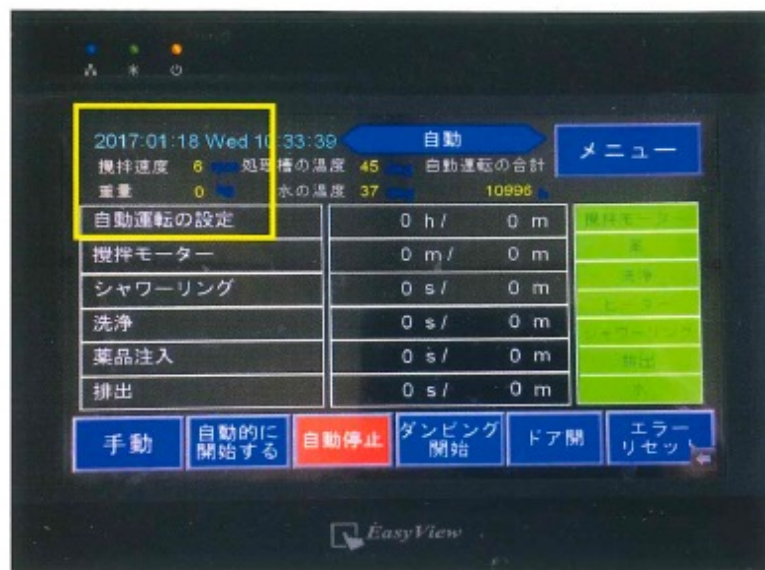 2017:01:18 Wed 10:33:39 自動 メニュー
攪拌速度 6 処理槽の温度 45 自動運転の合計
重量 0 水の温度 37 10996 h
自動運転の設定 0 h/ 0 m 攪拌モーター
攪拌モーター 0 m/ 0 m 薬
シャワーリング 0 s/ 0 m 洗浄
洗浄 0 s/ 0 m ヒーター
薬品注入 0 s/ 0 m シャワーリング
排出 0 s/ 0 m 排出
水
手動 自動的に開始する 自動停止 ダンピング開始 ドア開 エラーリセット
EasyView